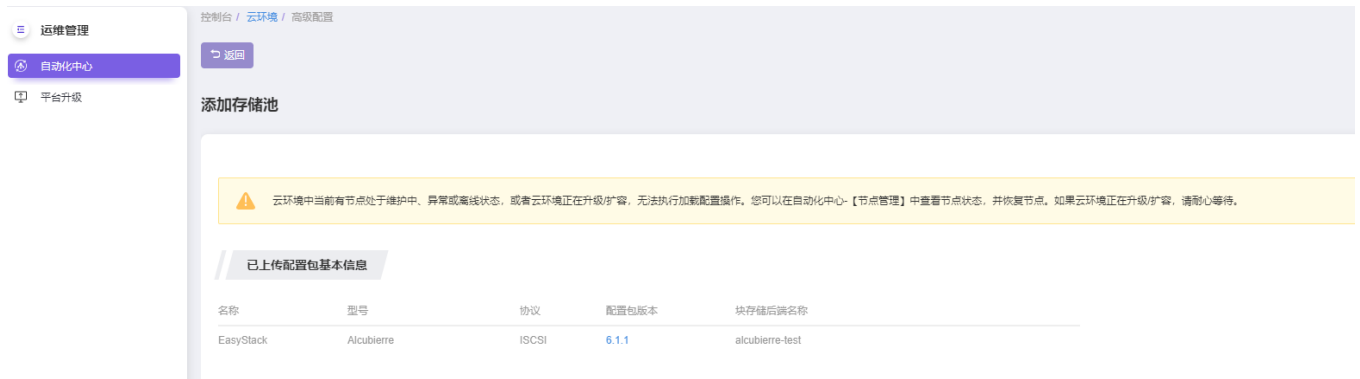 控制台 / 云环境 / 高级配置
运维管理
返回
自动化中心
平台升级
添加存储池
云环境中当前有节点处于维护中、异常或离线状态，或者云环境正在升级/扩容，无法执行加载配置操作。您可以在自动化中心-【节点管理】中查看节点状态，并恢复节点。如果云环境正在升级/扩容，请耐心等待。
已上传配置包基本信息
名称 型号 协议 配置包版本 块存储后端名称
EasyStack Alcubierre ISCSI 6.1.1 alcubierre-test